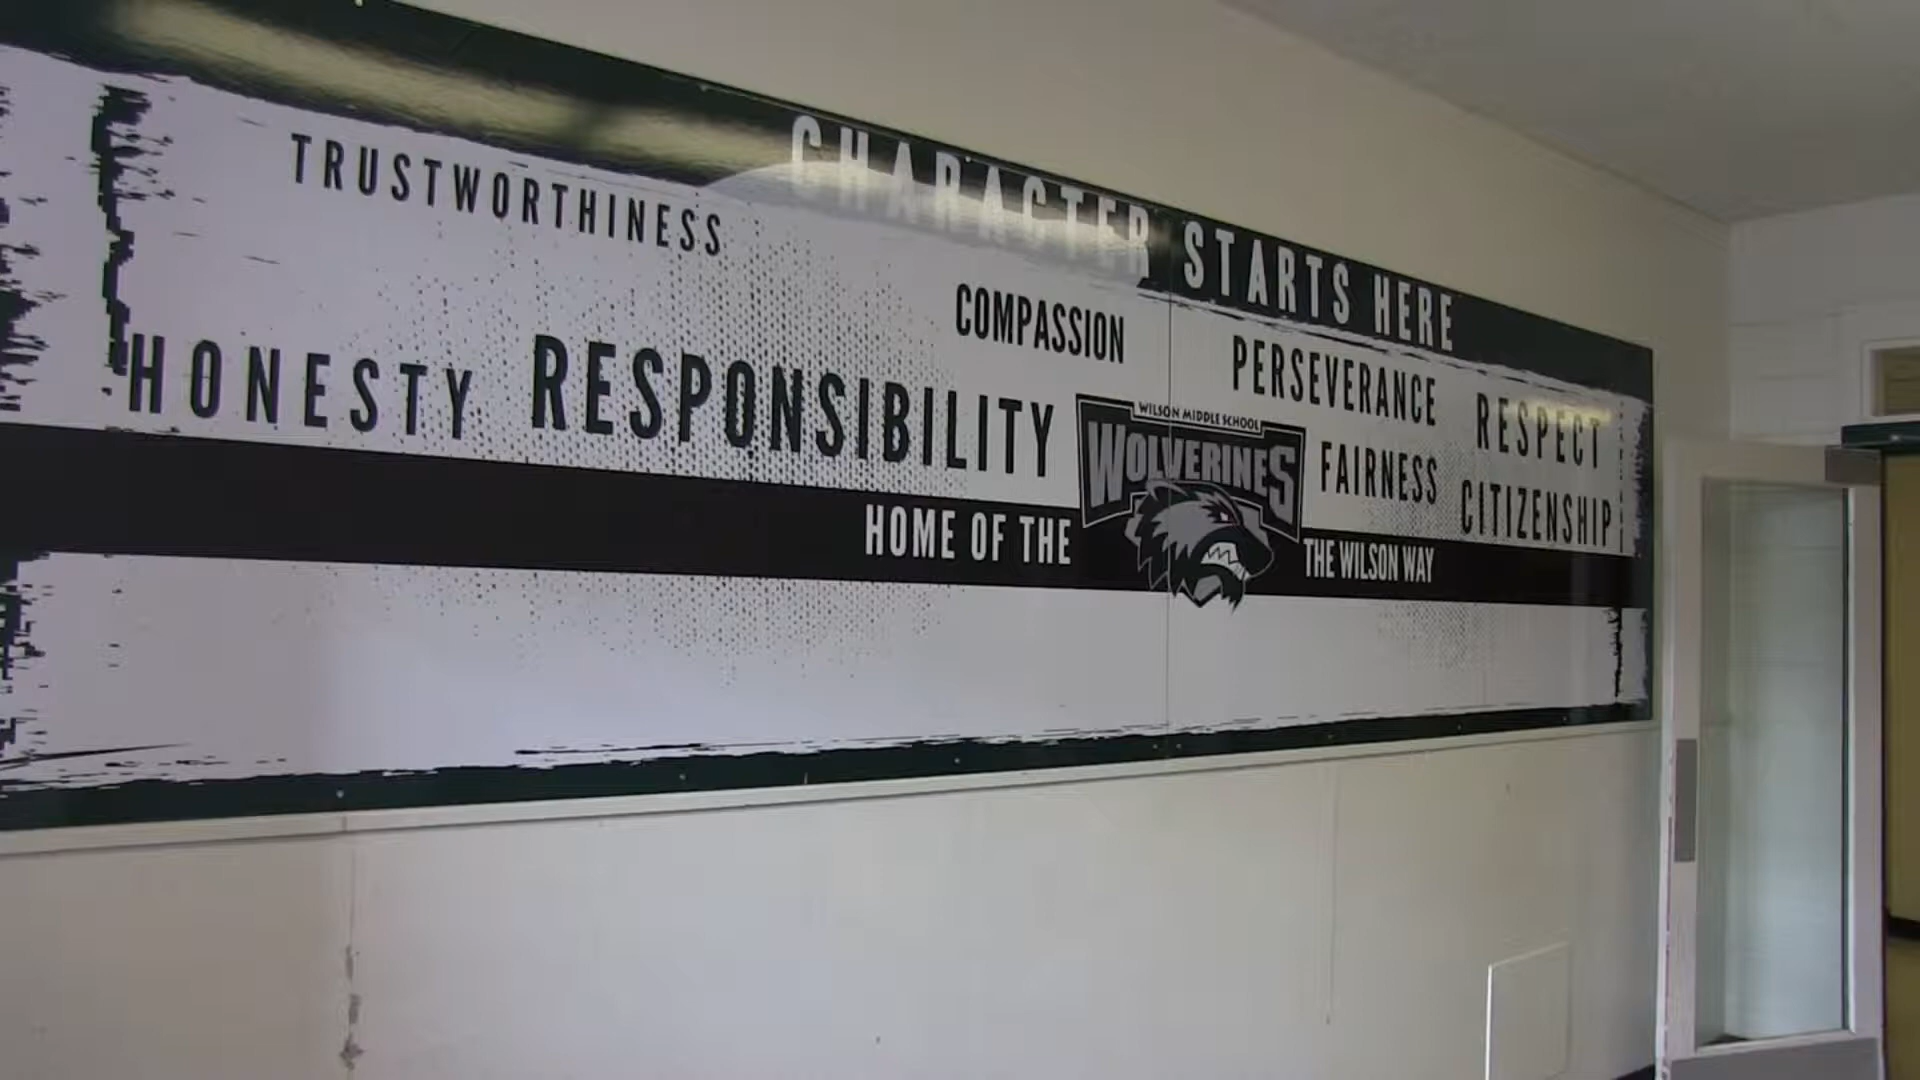 CHARACTER STARTS HERE
TRUSTWORTHINESS
COMPASSION
PERSEVERANCE
RESPECT
HONESTY
RESPONSIBILITY
FAIRNESS
CITIZENSHIP
WILSON MIDDLE SCHOOL
WOLVERINES
HOME OF THE
THE WILSON WAY